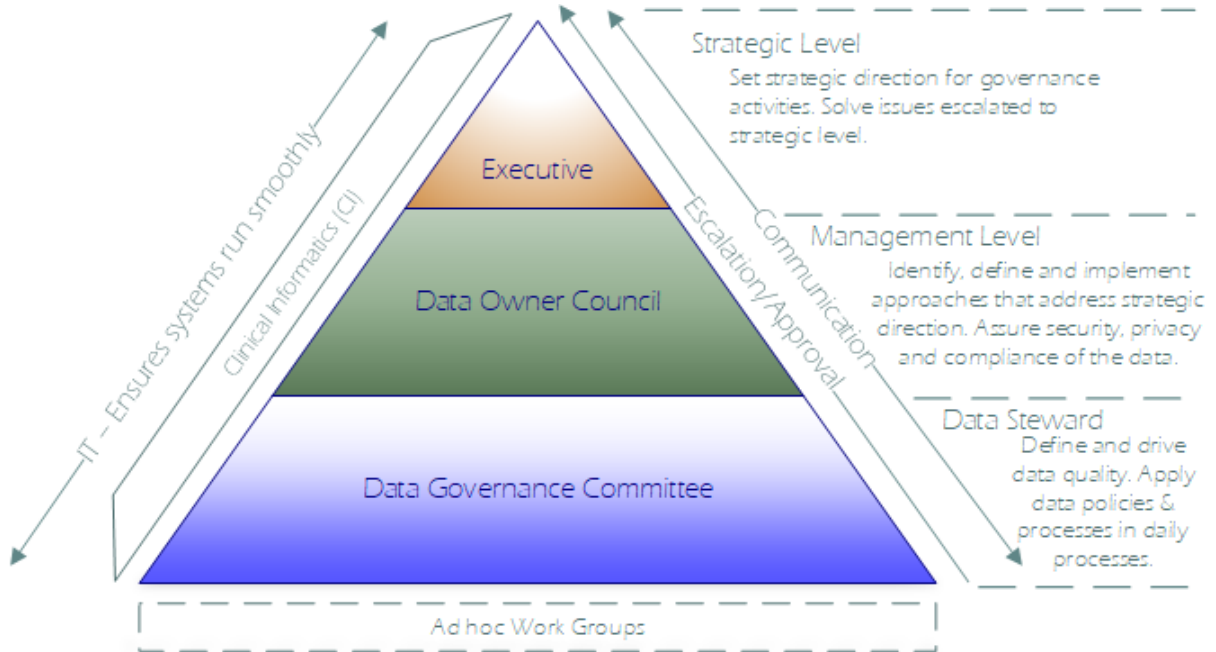 Strategic Level
Set strategic direction for governance
activities. Solve issues escalated to
strategic level.
IT – Ensures systems run smoothly
Clinical Informatics (CI)
Executive
Escalation/Approval
Communication
Management Level
Identify, define and implement
approaches that address strategic
direction. Assure security, privacy
and compliance of the data.
Data Owner Council
Data Steward
Define and drive
data quality. Apply
data policies &
processes in daily
processes.
Data Governance Committee
Ad hoc Work Groups